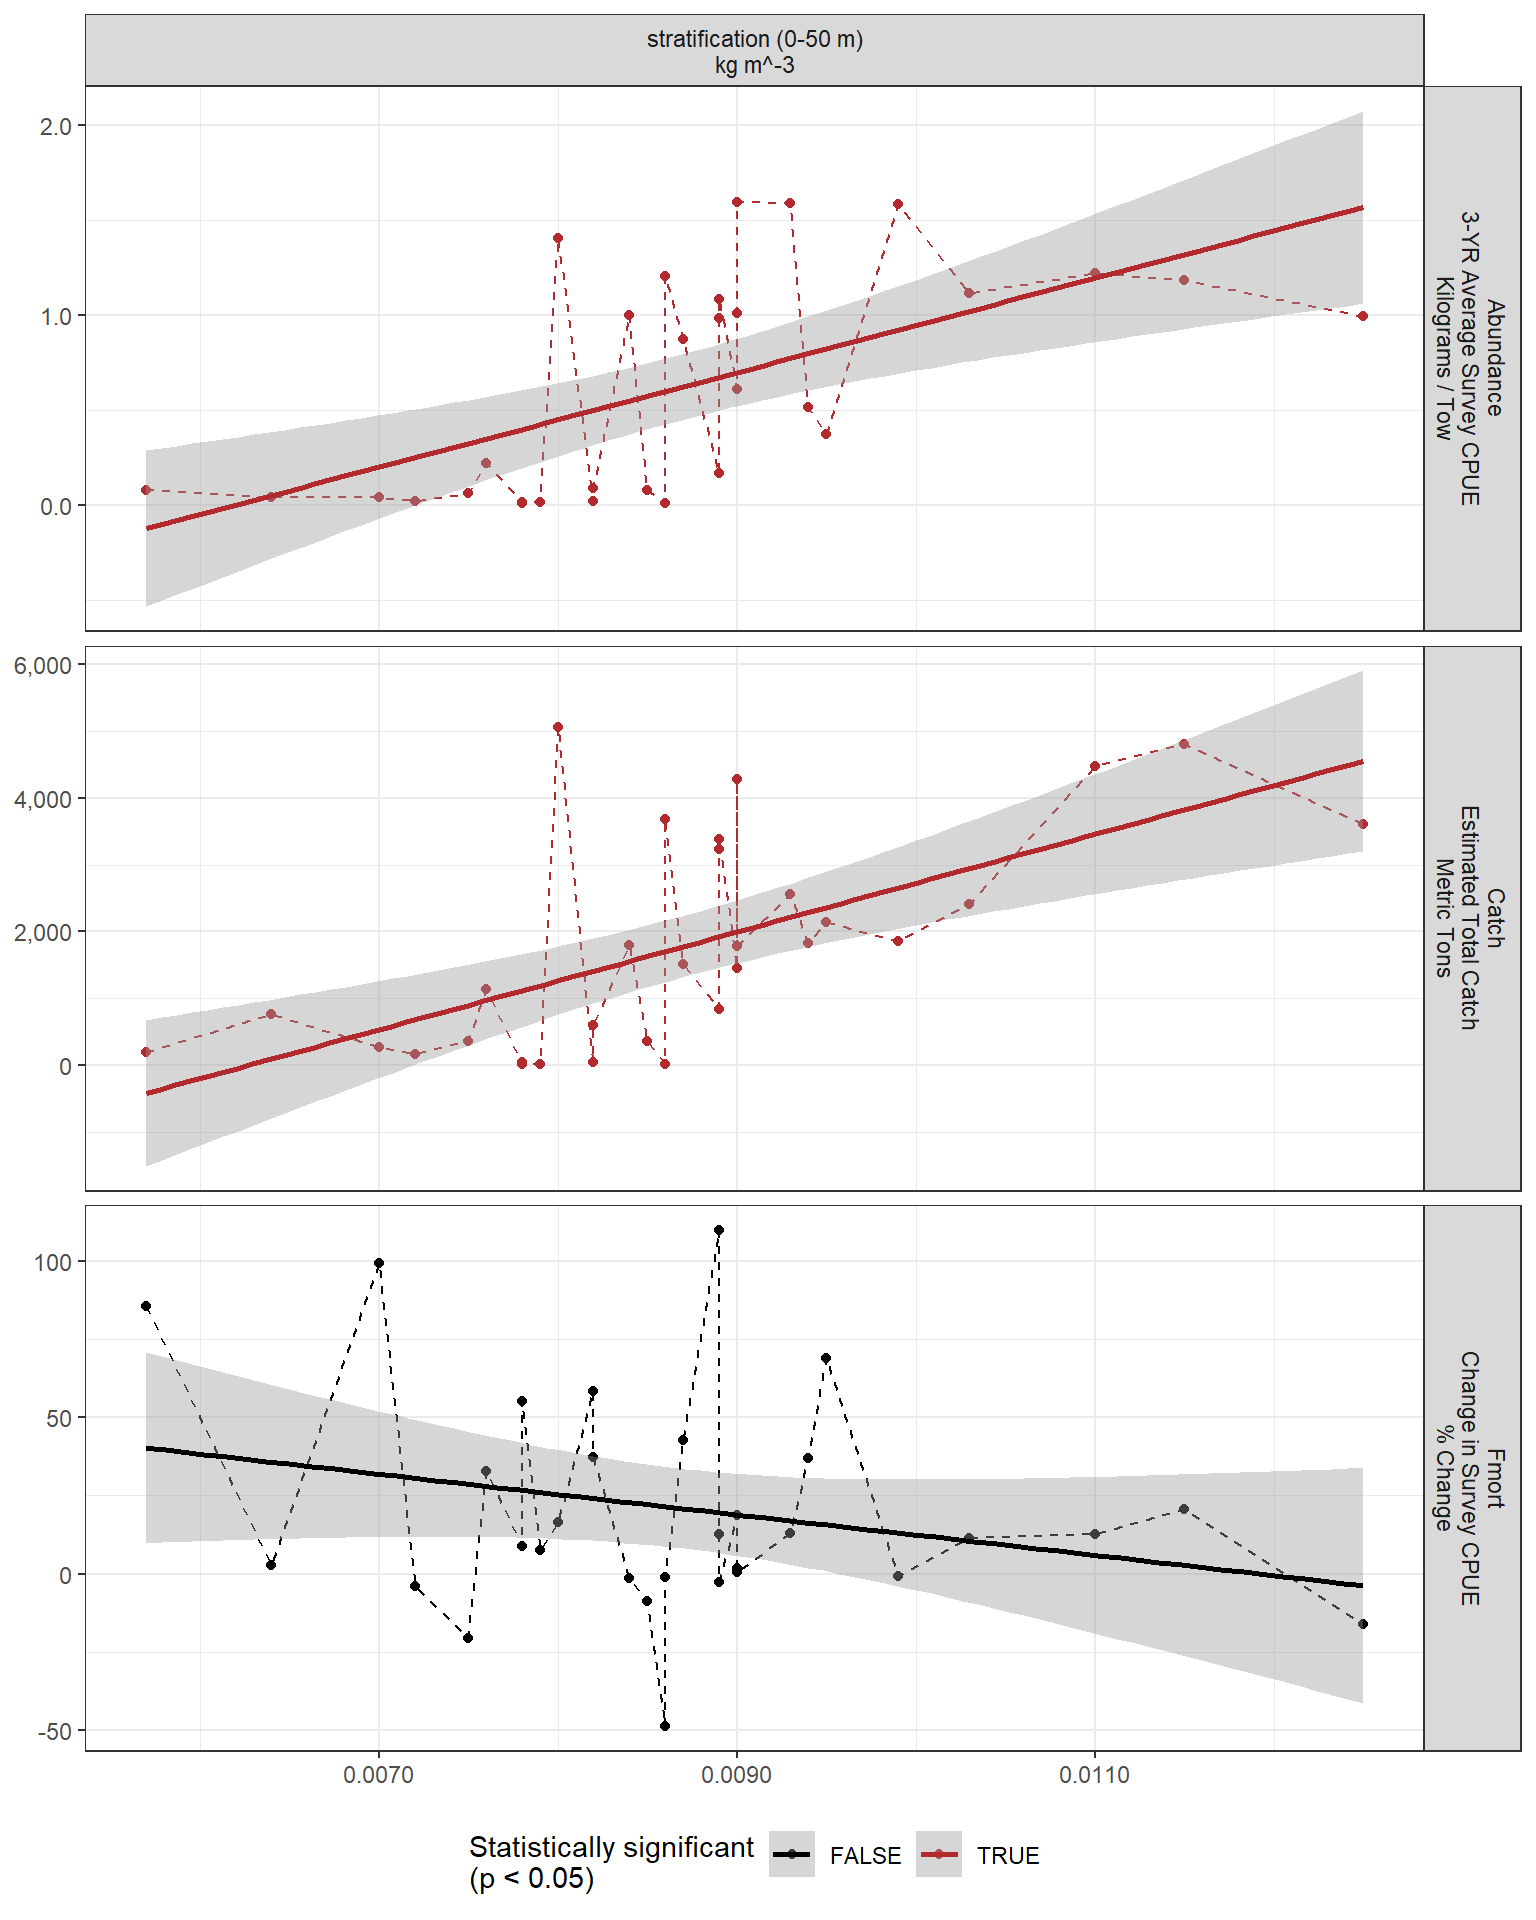 stratification (0-50 m)
kg m^-3
2.0
1.0
0.0
Abundance
3-YR Average Survey CPUE
Kilograms / Tow
6,000
4,000
2,000
0
Catch
Estimated Total Catch
Metric Tons
100
50
0
-50
Fmort
Change in Survey CPUE
% Change
0.0070
0.0090
0.0110
Statistically significant
(p < 0.05)
FALSE
TRUE